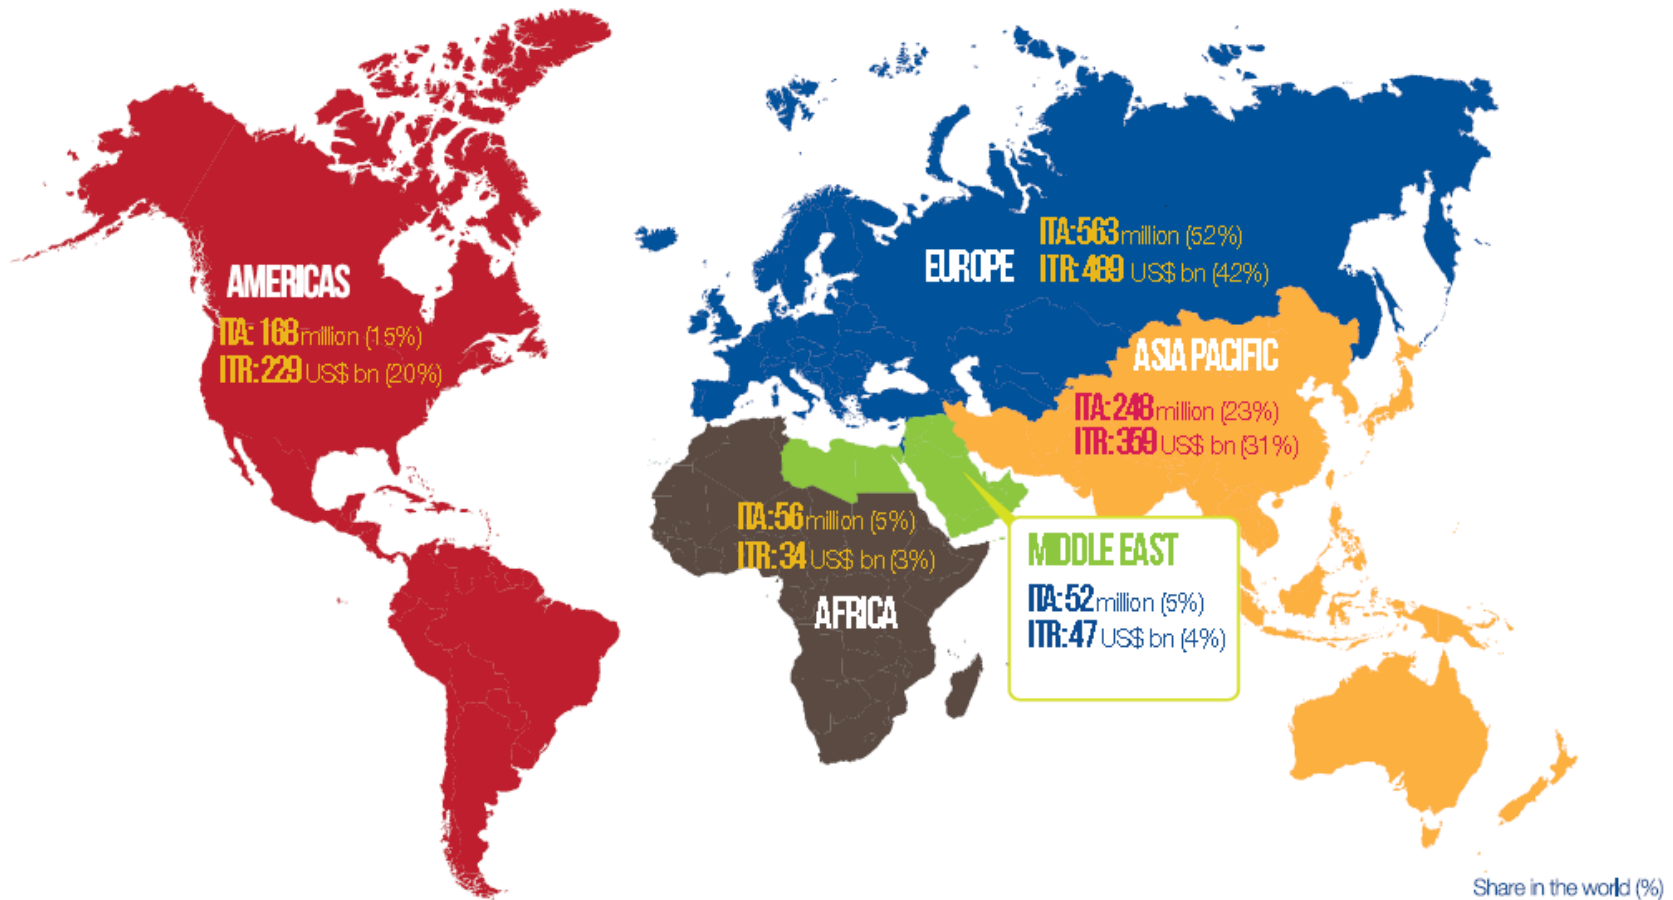 AMERICAS
ITA: 168 million (15%)
ITR: 229 US$ bn (20%)
EUROPE
ITA: 563 million (52%)
ITR: 489 US$ bn (42%)
ASIA PACIFIC
ITA: 248 million (23%)
ITR: 359 US$ bn (31%)
ITA: 56 million (5%)
ITR: 34 US$ bn (3%)
AFRICA
MIDDLE EAST
ITA: 52 million (5%)
ITR: 47 US$ bn (4%)
Share in the world (%)